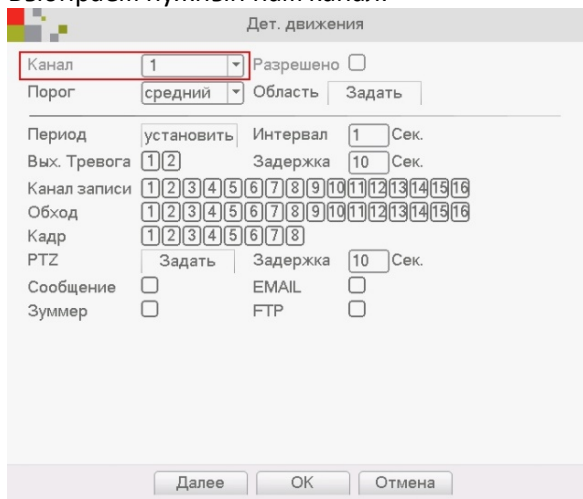 Дет. движения
Канал 1 Разрешено
Порог средний Область Задать
Период установить Интервал 1 Сек.
Вых. Тревога 1 2 Задержка 10 Сек.
Канал записи 1 2 3 4 5 6 7 8 9 10 11 12 13 14 15 16
Обход 1 2 3 4 5 6 7 8 9 10 11 12 13 14 15 16
Кадр 1 2 3 4 5 6 7 8
PTZ Задать Задержка 10 Сек.
Сообщение EMAIL
Зуммер FTP
Далее OK Отмена